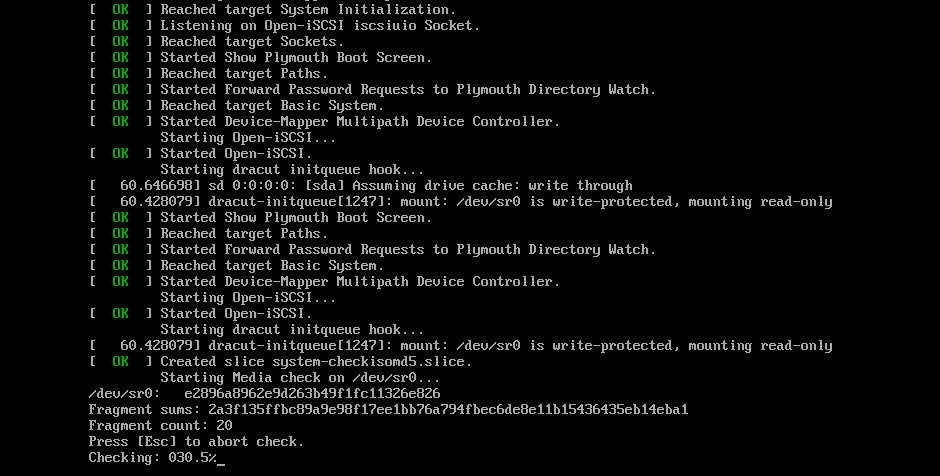 [  OK  ] Reached target System Initialization.
[  OK  ] Listening on Open-iSCSI iscsiuio Socket.
[  OK  ] Reached target Sockets.
[  OK  ] Started Show Plymouth Boot Screen.
[  OK  ] Reached target Paths.
[  OK  ] Started Forward Password Requests to Plymouth Directory Watch.
[  OK  ] Reached target Basic System.
[  OK  ] Started Device-Mapper Multipath Device Controller.
         Starting Open-iSCSI...
[  OK  ] Started Open-iSCSI.
         Starting dracut initqueue hook...
[   60.646698] sd 0:0:0:0: [sda] Assuming drive cache: write through
[   60.428079] dracut-initqueue[1247]: mount: /dev/sr0 is write-protected, mounting read-only
[  OK  ] Started Show Plymouth Boot Screen.
[  OK  ] Reached target Paths.
[  OK  ] Started Forward Password Requests to Plymouth Directory Watch.
[  OK  ] Reached target Basic System.
[  OK  ] Started Device-Mapper Multipath Device Controller.
         Starting Open-iSCSI...
[  OK  ] Started Open-iSCSI.
         Starting dracut initqueue hook...
[   60.428079] dracut-initqueue[1247]: mount: /dev/sr0 is write-protected, mounting read-only
[  OK  ] Created slice system-checkisomd5.slice.
         Starting Media check on /dev/sr0...
/dev/sr0:   e2896a8962e9d263b49f1fc11326e826
Fragment sums: 2a3f135ffbc89a9e98f17ee1bb76a794fbec6de8e11b15436435eb14eba1
Fragment count: 20
Press [Esc] to abort check.
Checking: 030.5%_